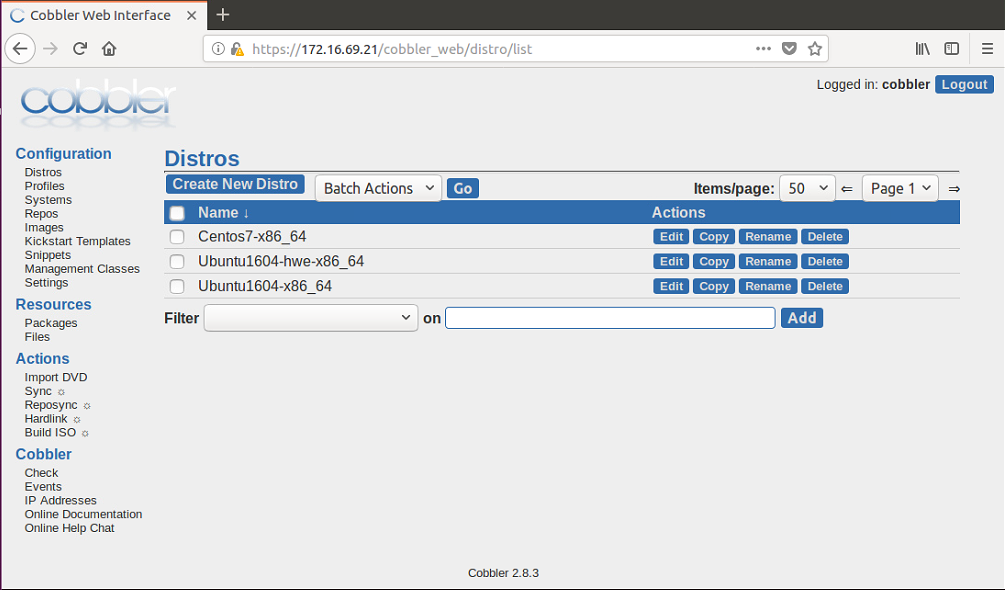 Cobbler Web Interface
https://172.16.69.21/cobbler_web/distro/list
cobbler
Logged in: cobbler Logout
Configuration
Distros
Profiles
Systems
Repos
Images
Kickstart Templates
Snippets
Management Classes
Settings
Resources
Packages
Files
Actions
Import DVD
Sync ☼
Reposync ☼
Hardlink ☼
Build ISO ☼
Cobbler
Check
Events
IP Addresses
Online Documentation
Online Help Chat
Distros
Create New Distro Batch Actions Go Items/page: 50 ⇐ Page 1 ⇒
Name ↓ Actions
Centos7-x86_64 Edit Copy Rename Delete
Ubuntu1604-hwe-x86_64 Edit Copy Rename Delete
Ubuntu1604-x86_64 Edit Copy Rename Delete
Filter on Add
Cobbler 2.8.3